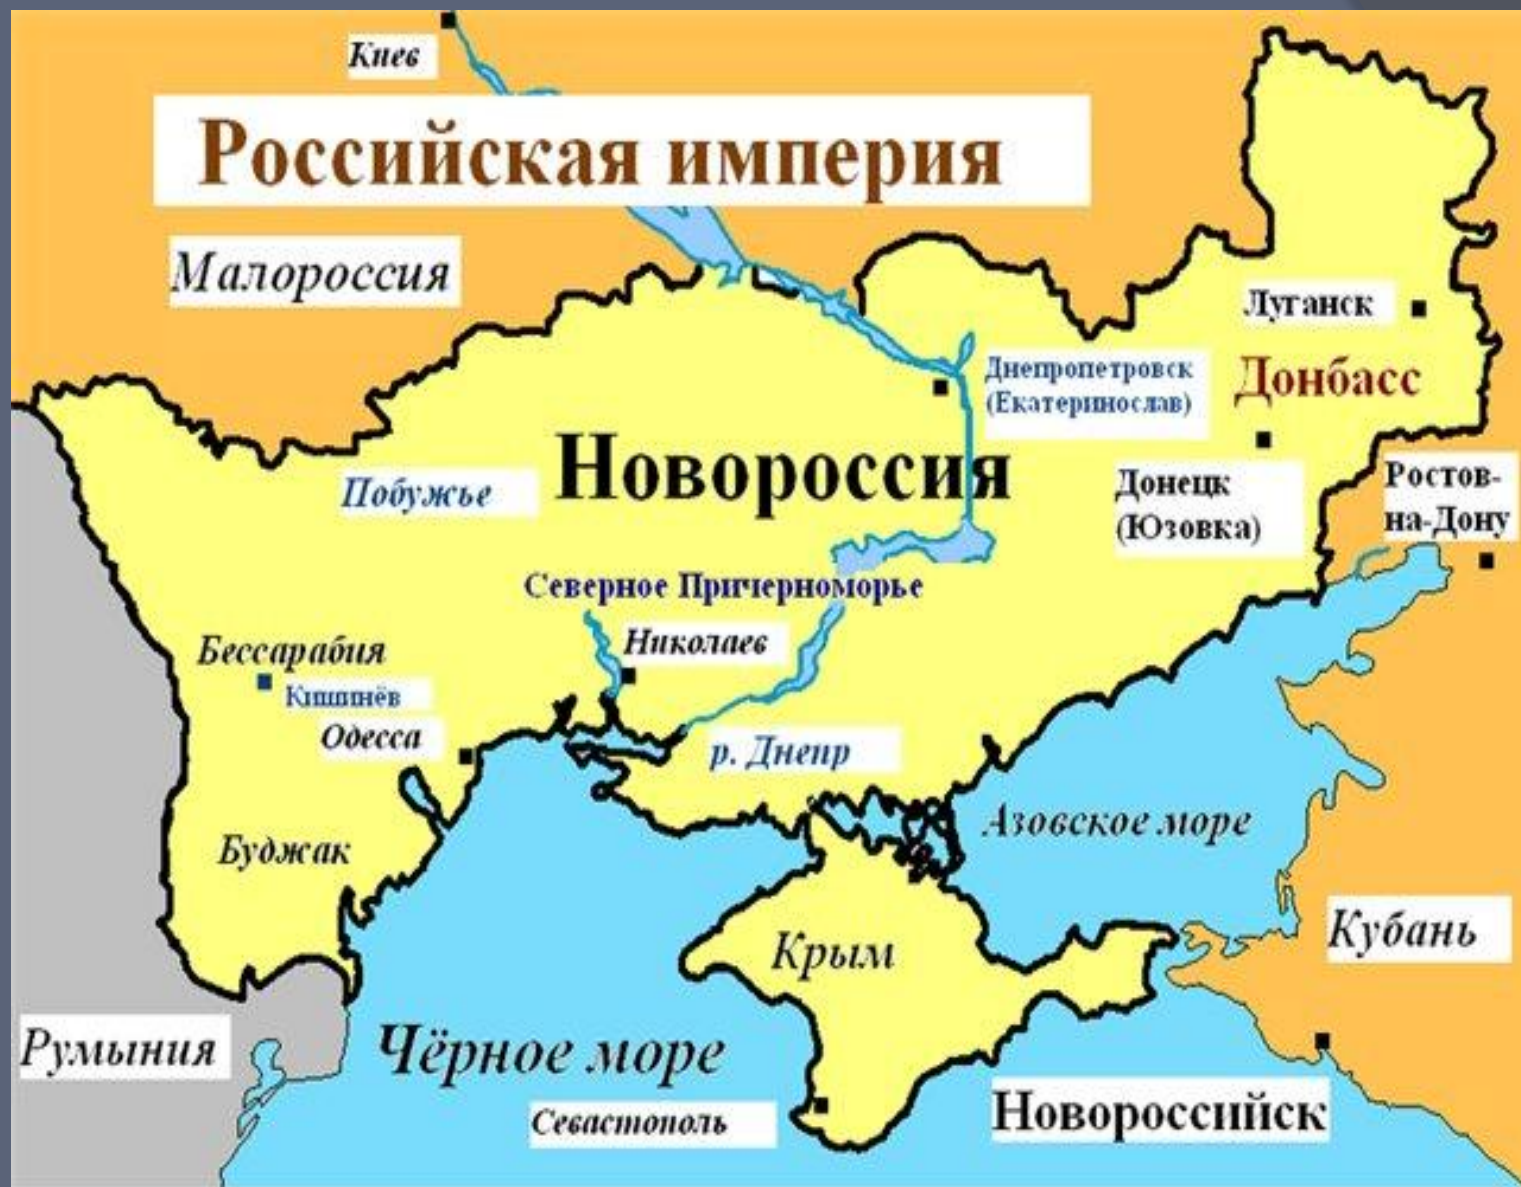 Киев
Российская империя
Малороссия
Луганск
Днепропетровск
(Екатеринослав)
Донбасс
Новороссия
Побужье
Донецк
(Юзовка)
Ростов-
на-Дону
Северное Причерноморье
Бессарабия
Николаев
Кишинёв
Одесса
р. Днепр
Азовское море
Буджак
Крым
Кубань
Румыния
Чёрное море
Севастополь
Новороссийск